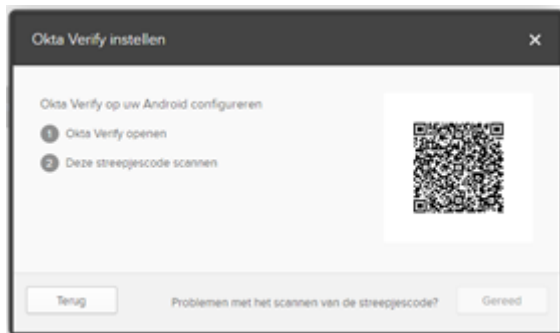 Okta Verify instellen
Okta Verify op uw Android configureren
1 Okta Verify openen
2 Deze streepjescode scannen
Terug
Problemen met het scannen van de streepjescode?
Gereed